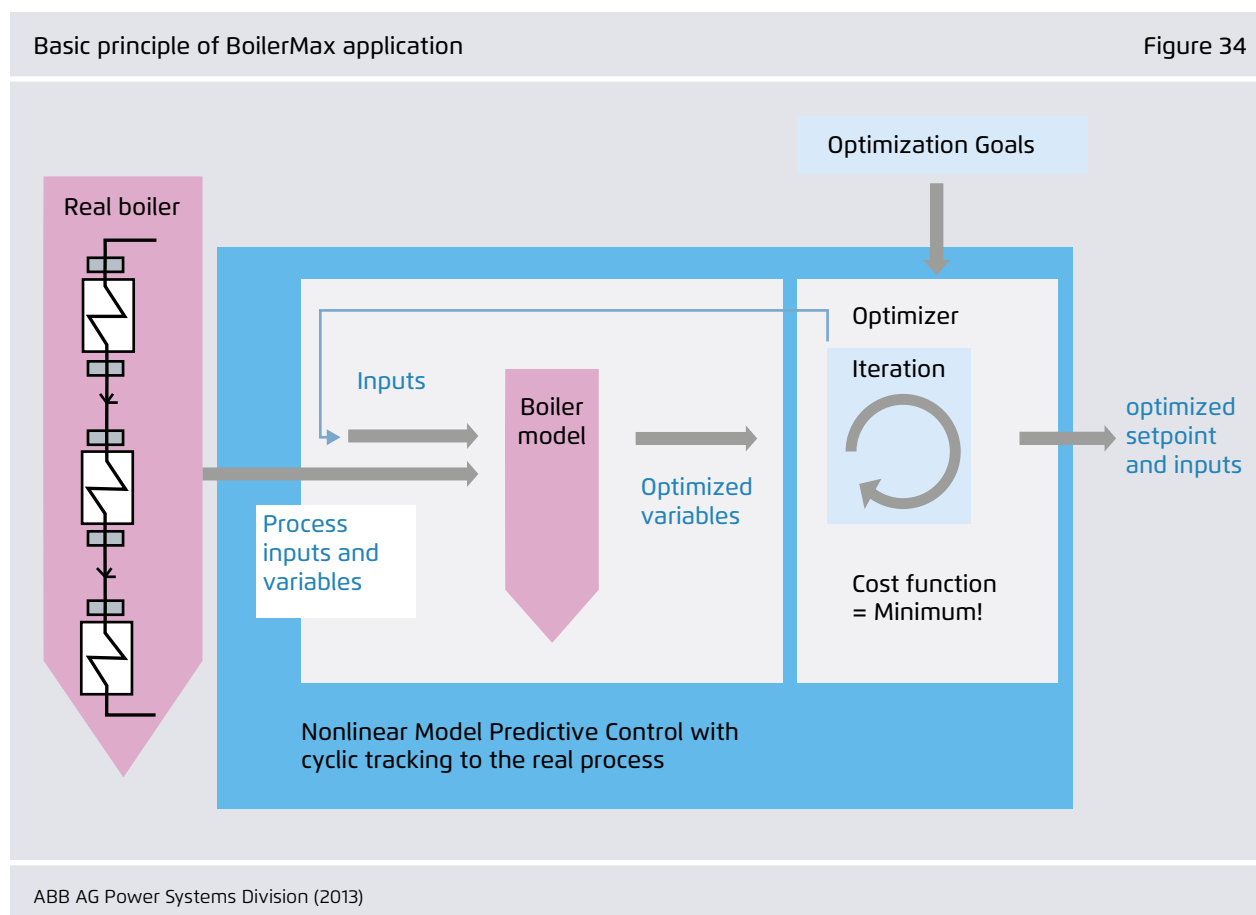 Basic principle of BoilerMax application
Figure 34
Optimization Goals
Real boiler
Optimizer
Iteration
Inputs
Boiler
model
optimized
setpoint
and inputs
Optimized
variables
Process
inputs and
variables
Cost function
= Minimum!
Nonlinear Model Predictive Control with
cyclic tracking to the real process
ABB AG Power Systems Division (2013)